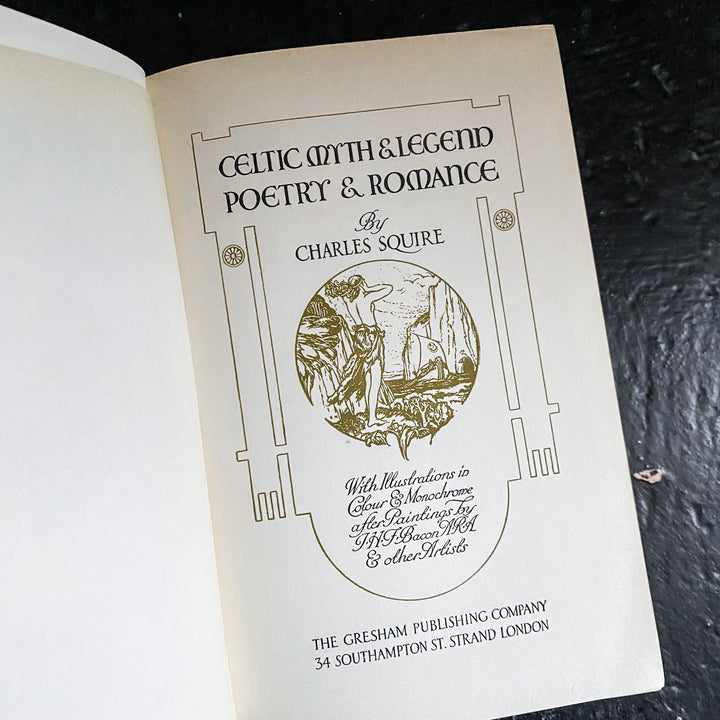 CELTIC MYTH & LEGEND
POETRY & ROMANCE
By
CHARLES SQUIRE
With Illustrations in
Colour & Monochrome
after Paintings by
J.H.F. Bacon A.R.A.
& other Artists
THE GRESHAM PUBLISHING COMPANY
34 SOUTHAMPTON ST. STRAND LONDON